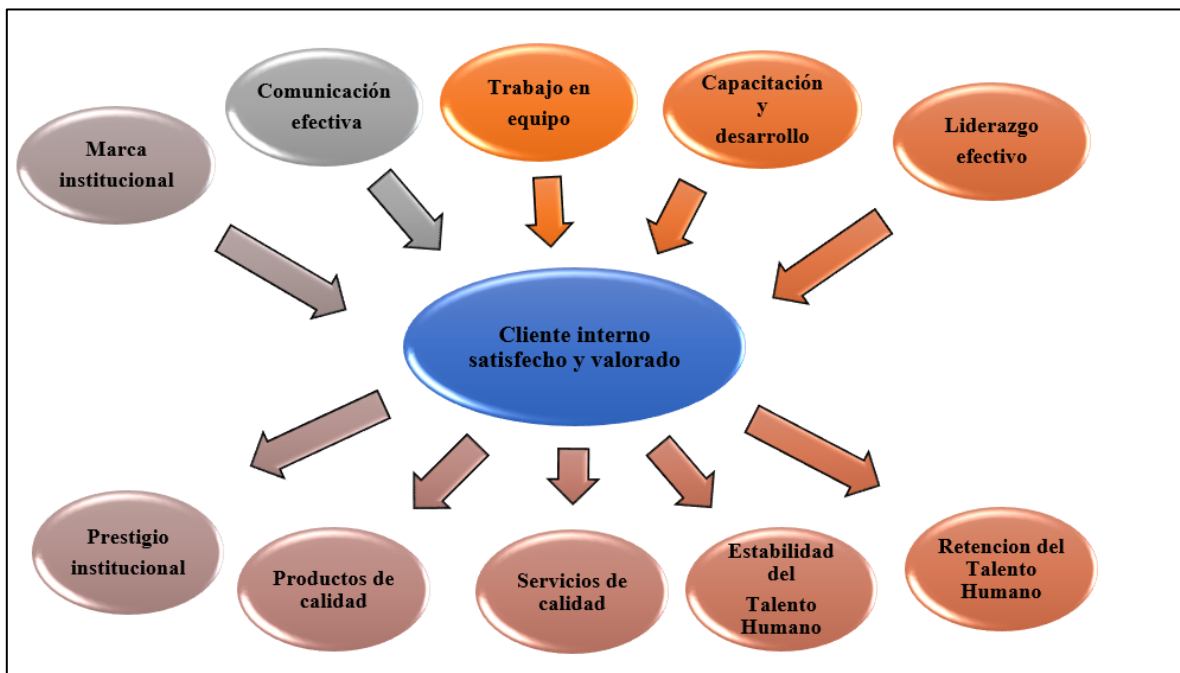 Marca
institucional
Comunicación
efectiva
Trabajo en
equipo
Capacitación
y
desarrollo
Liderazgo
efectivo
Cliente interno
satisfecho y valorado
Prestigio
institucional
Productos de
calidad
Servicios de
calidad
Estabilidad
del
Talento
Humano
Retencion del
Talento
Humano